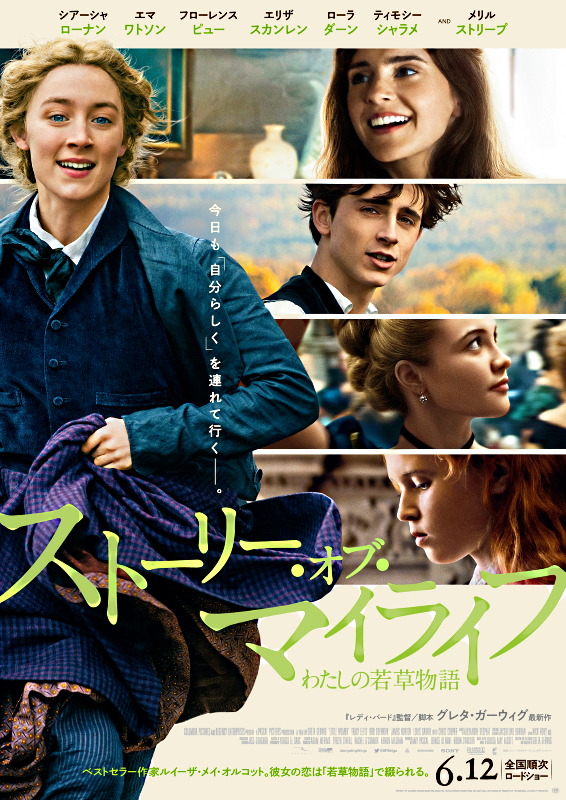 シアーシャ エマ フローレンス エリザ ローラ ティモシー AND メリル
ローナン ワトソン ピュー スカンレン ダーン シャラメ ストリープ
今日も「自分らしく」を連れて行く──。
ストーリー・オブ・
マイライフ
わたしの若草物語
『レディ・バード』監督/脚本 グレタ・ガーウィグ最新作
ベストセラー作家ルイーザ・メイ・オルコット。彼女の恋は「若草物語」で綴られる。
6.12 全国順次
ロードショー